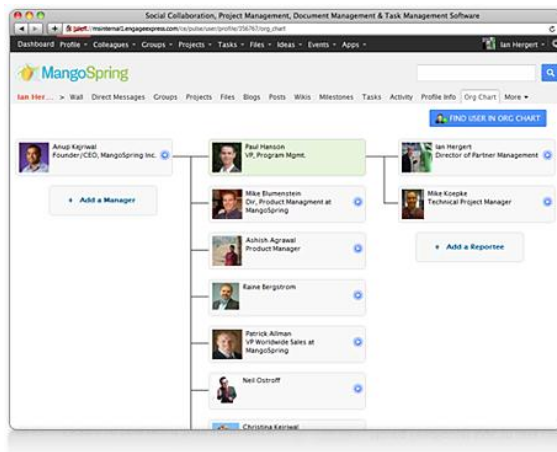 Social Collaboration, Project Management, Document Management & Task Management Software
Dashboard Profile Colleagues Groups Projects Tasks Files Ideas Events Apps Ian Hergert
MangoSpring
Ian Her... > Wall Direct Messages Groups Projects Files Blogs Posts Wikis Milestones Tasks Activity Profile Info Org Chart More
FIND USER IN ORG CHART
Anup Kejriwal
Founder/CEO, MangoSpring Inc.
+ Add a Manager
Paul Hanson
VP, Program Mgmt.
Mike Blumenstein
Dir, Product Managment at
MangoSpring
Ashish Agrawal
Product Manager
Raine Bergstrom
Patrick Allman
VP Worldwide Sales at
MangoSpring
Neil Ostroff
Christina Kejriwal
Ian Hergert
Director of Partner Management
Mike Koepke
Technical Project Manager
+ Add a Reportee